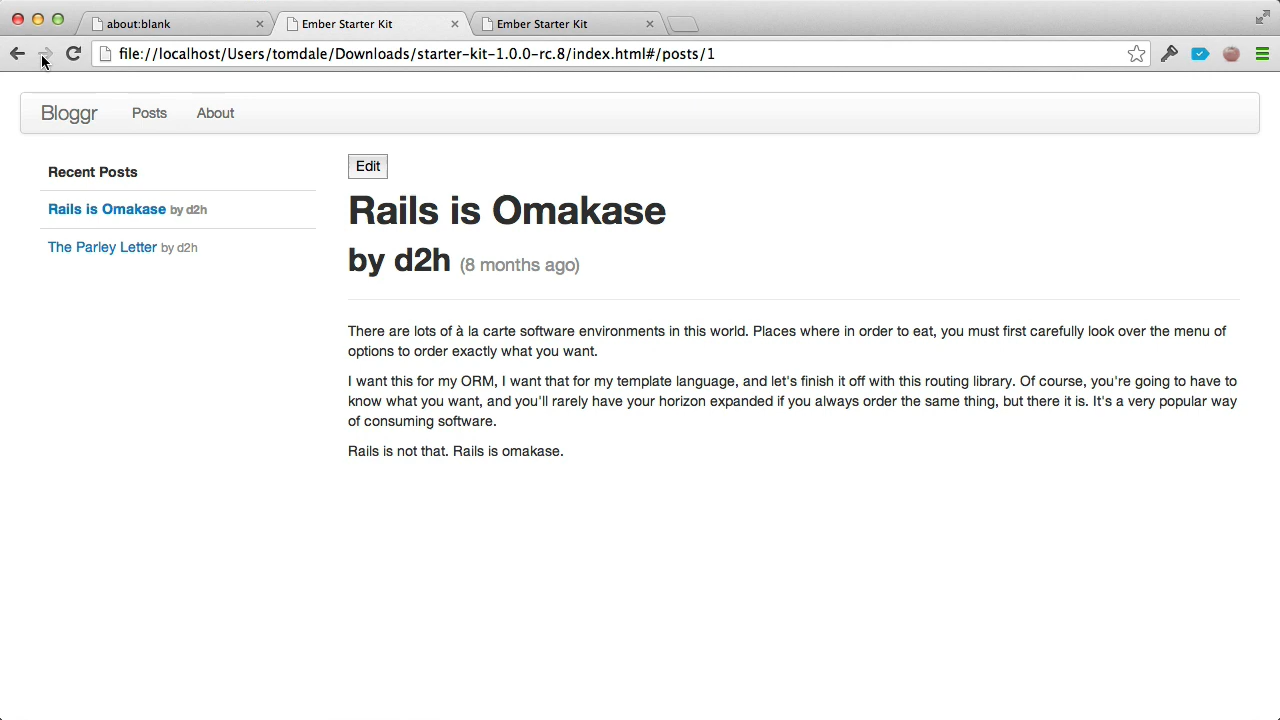 about:blank
Ember Starter Kit
Ember Starter Kit
file://localhost/Users/tomdale/Downloads/starter-kit-1.0.0-rc.8/index.html#/posts/1
Bloggr Posts About
Recent Posts
Rails is Omakase by d2h
The Parley Letter by d2h
Edit
Rails is Omakase
by d2h (8 months ago)
There are lots of à la carte software environments in this world. Places where in order to eat, you must first carefully look over the menu of
options to order exactly what you want.
I want this for my ORM, I want that for my template language, and let's finish it off with this routing library. Of course, you're going to have to
know what you want, and you'll rarely have your horizon expanded if you always order the same thing, but there it is. It's a very popular way
of consuming software.
Rails is not that. Rails is omakase.